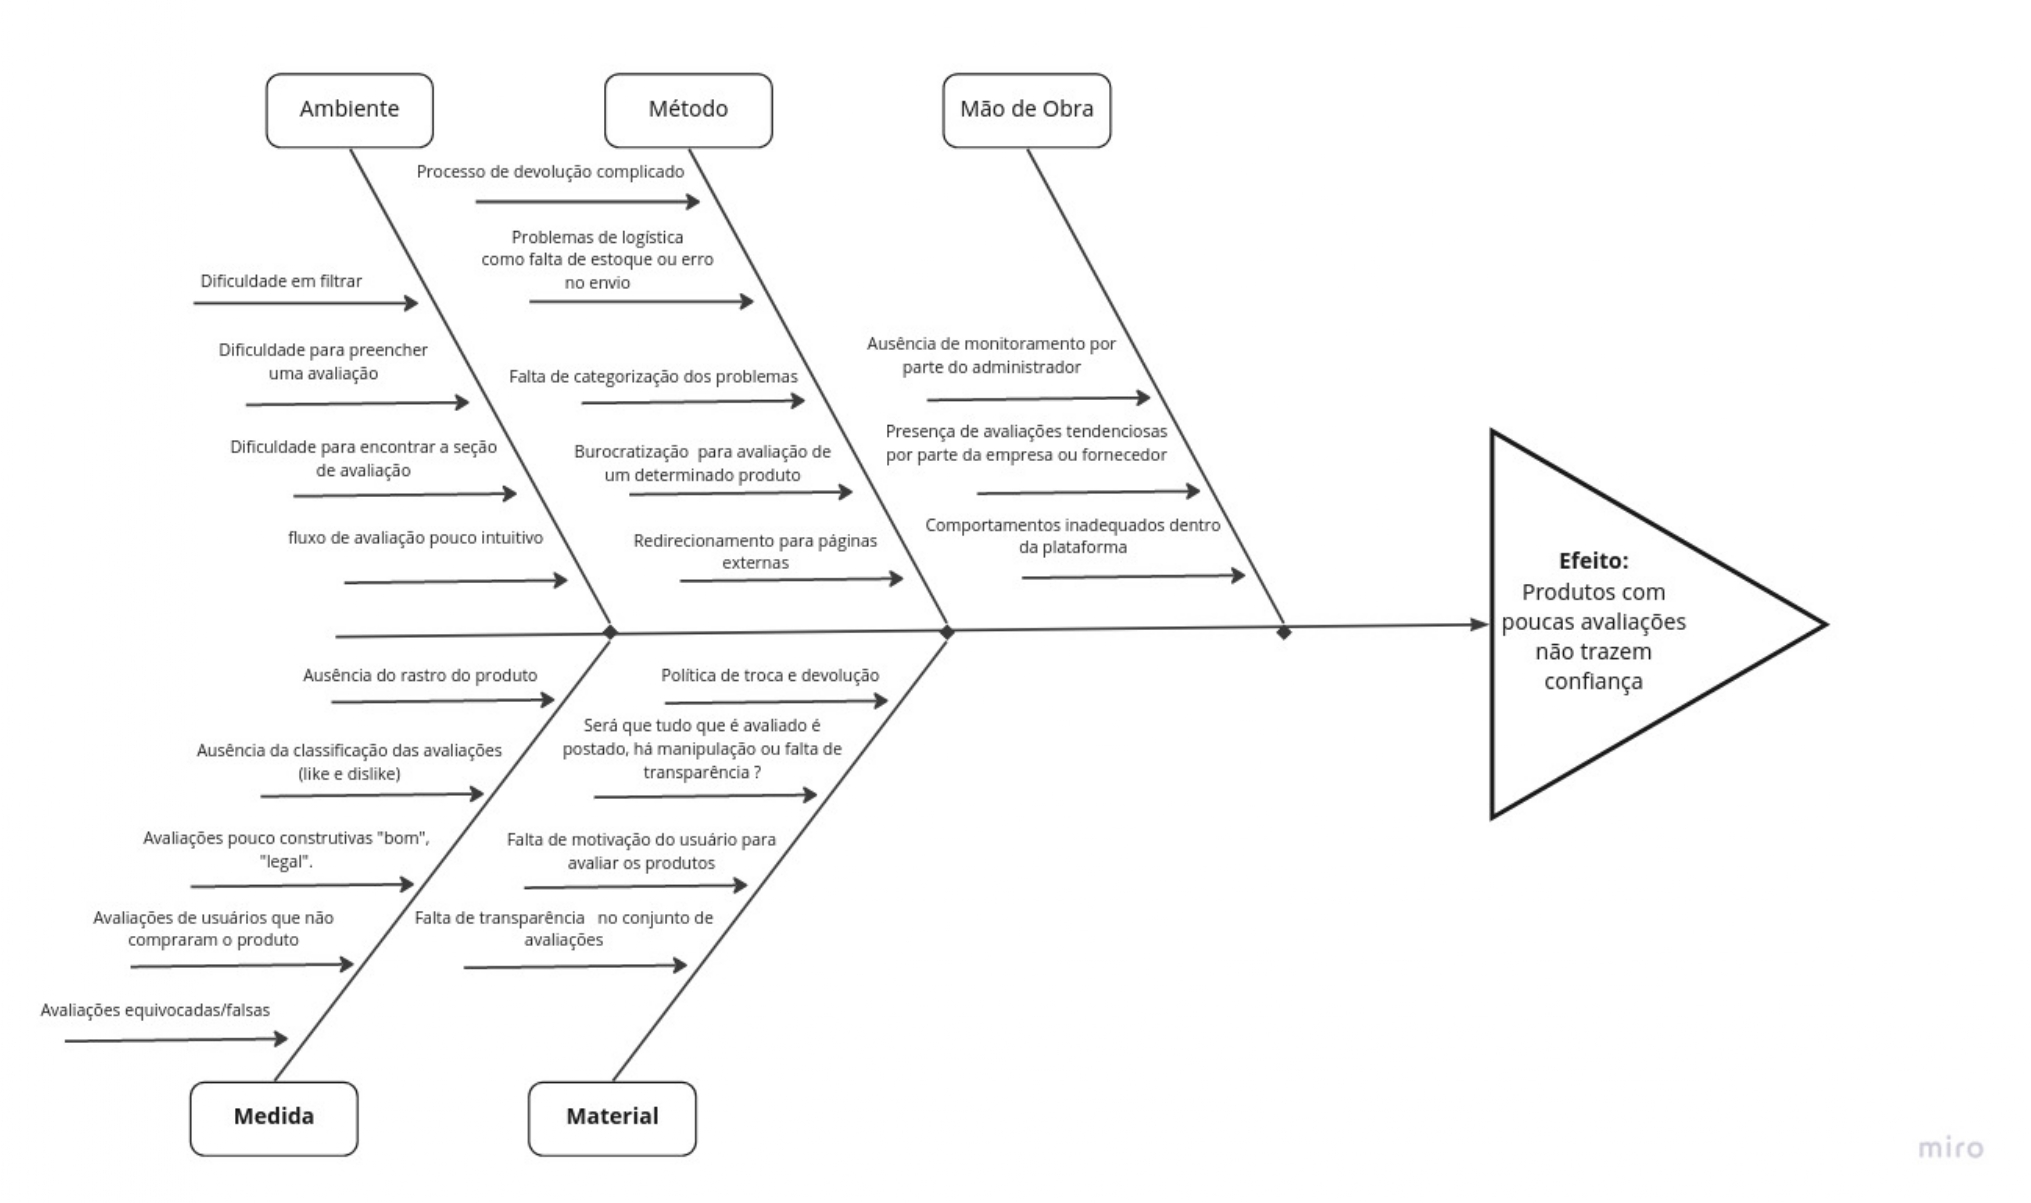 Ambiente
Método
Mão de Obra
Processo de devolução complicado
Problemas de logística
como falta de estoque ou erro
no envio
Dificuldade em filtrar
Dificuldade para preencher
uma avaliação
Falta de categorização dos problemas
Ausência de monitoramento por
parte do administrador
Dificuldade para encontrar a seção
de avaliação
Burocratização  para avaliação de
um determinado produto
Presença de avaliações tendenciosas
por parte da empresa ou fornecedor
fluxo de avaliação pouco intuitivo
Redirecionamento para páginas
externas
Comportamentos inadequados dentro
da plataforma
Efeito:
Produtos com
poucas avaliações
não trazem
confiança
Ausência do rastro do produto
Política de troca e devolução
Ausência da classificação das avaliações
(like e dislike)
Será que tudo que é avaliado é
postado, há manipulação ou falta de
transparência ?
Avaliações pouco construtivas "bom",
"legal".
Falta de motivação do usuário para
avaliar os produtos
Avaliações de usuários que não
compraram o produto
Falta de transparência  no conjunto de
avaliações
Avaliações equivocadas/falsas
Medida
Material
miro